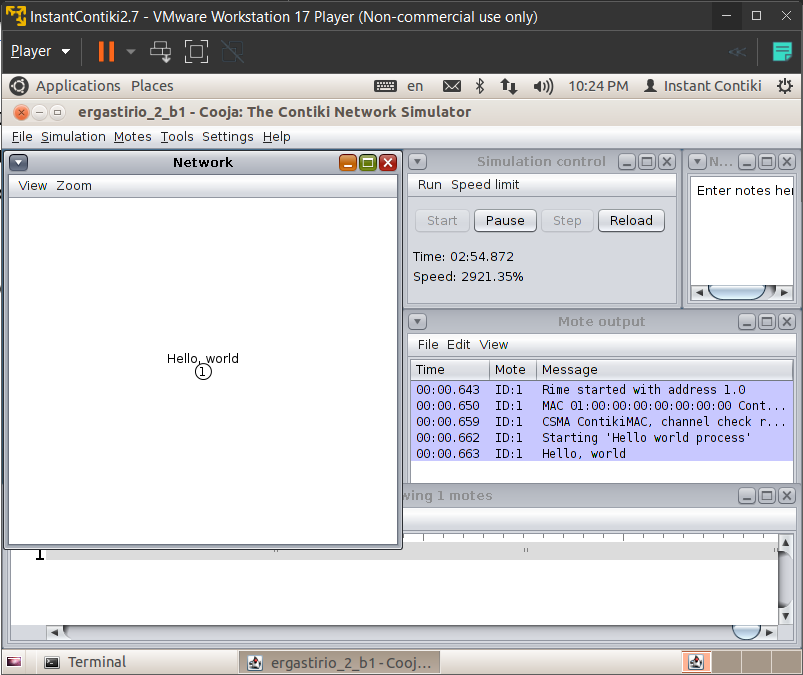 InstantContiki2.7 - VMware Workstation 17 Player (Non-commercial use only)
Player
Applications Places en 10:24 PM Instant Contiki
ergastirio_2_b1 - Cooja: The Contiki Network Simulator
File Simulation Motes Tools Settings Help
Network
View Zoom
Hello, world
1
Simulation control
Run Speed limit
Start Pause Step Reload
Time: 02:54.872
Speed: 2921.35%
N...
Enter notes her
Mote output
File Edit View
Time Mote Message
00:00.643 ID:1 Rime started with address 1.0
00:00.650 ID:1 MAC 01:00:00:00:00:00:00:00 Cont...
00:00.659 ID:1 CSMA ContikiMAC, channel check r...
00:00.662 ID:1 Starting 'Hello world process'
00:00.663 ID:1 Hello, world
wing 1 motes
1
Terminal
ergastirio_2_b1 - Cooj...